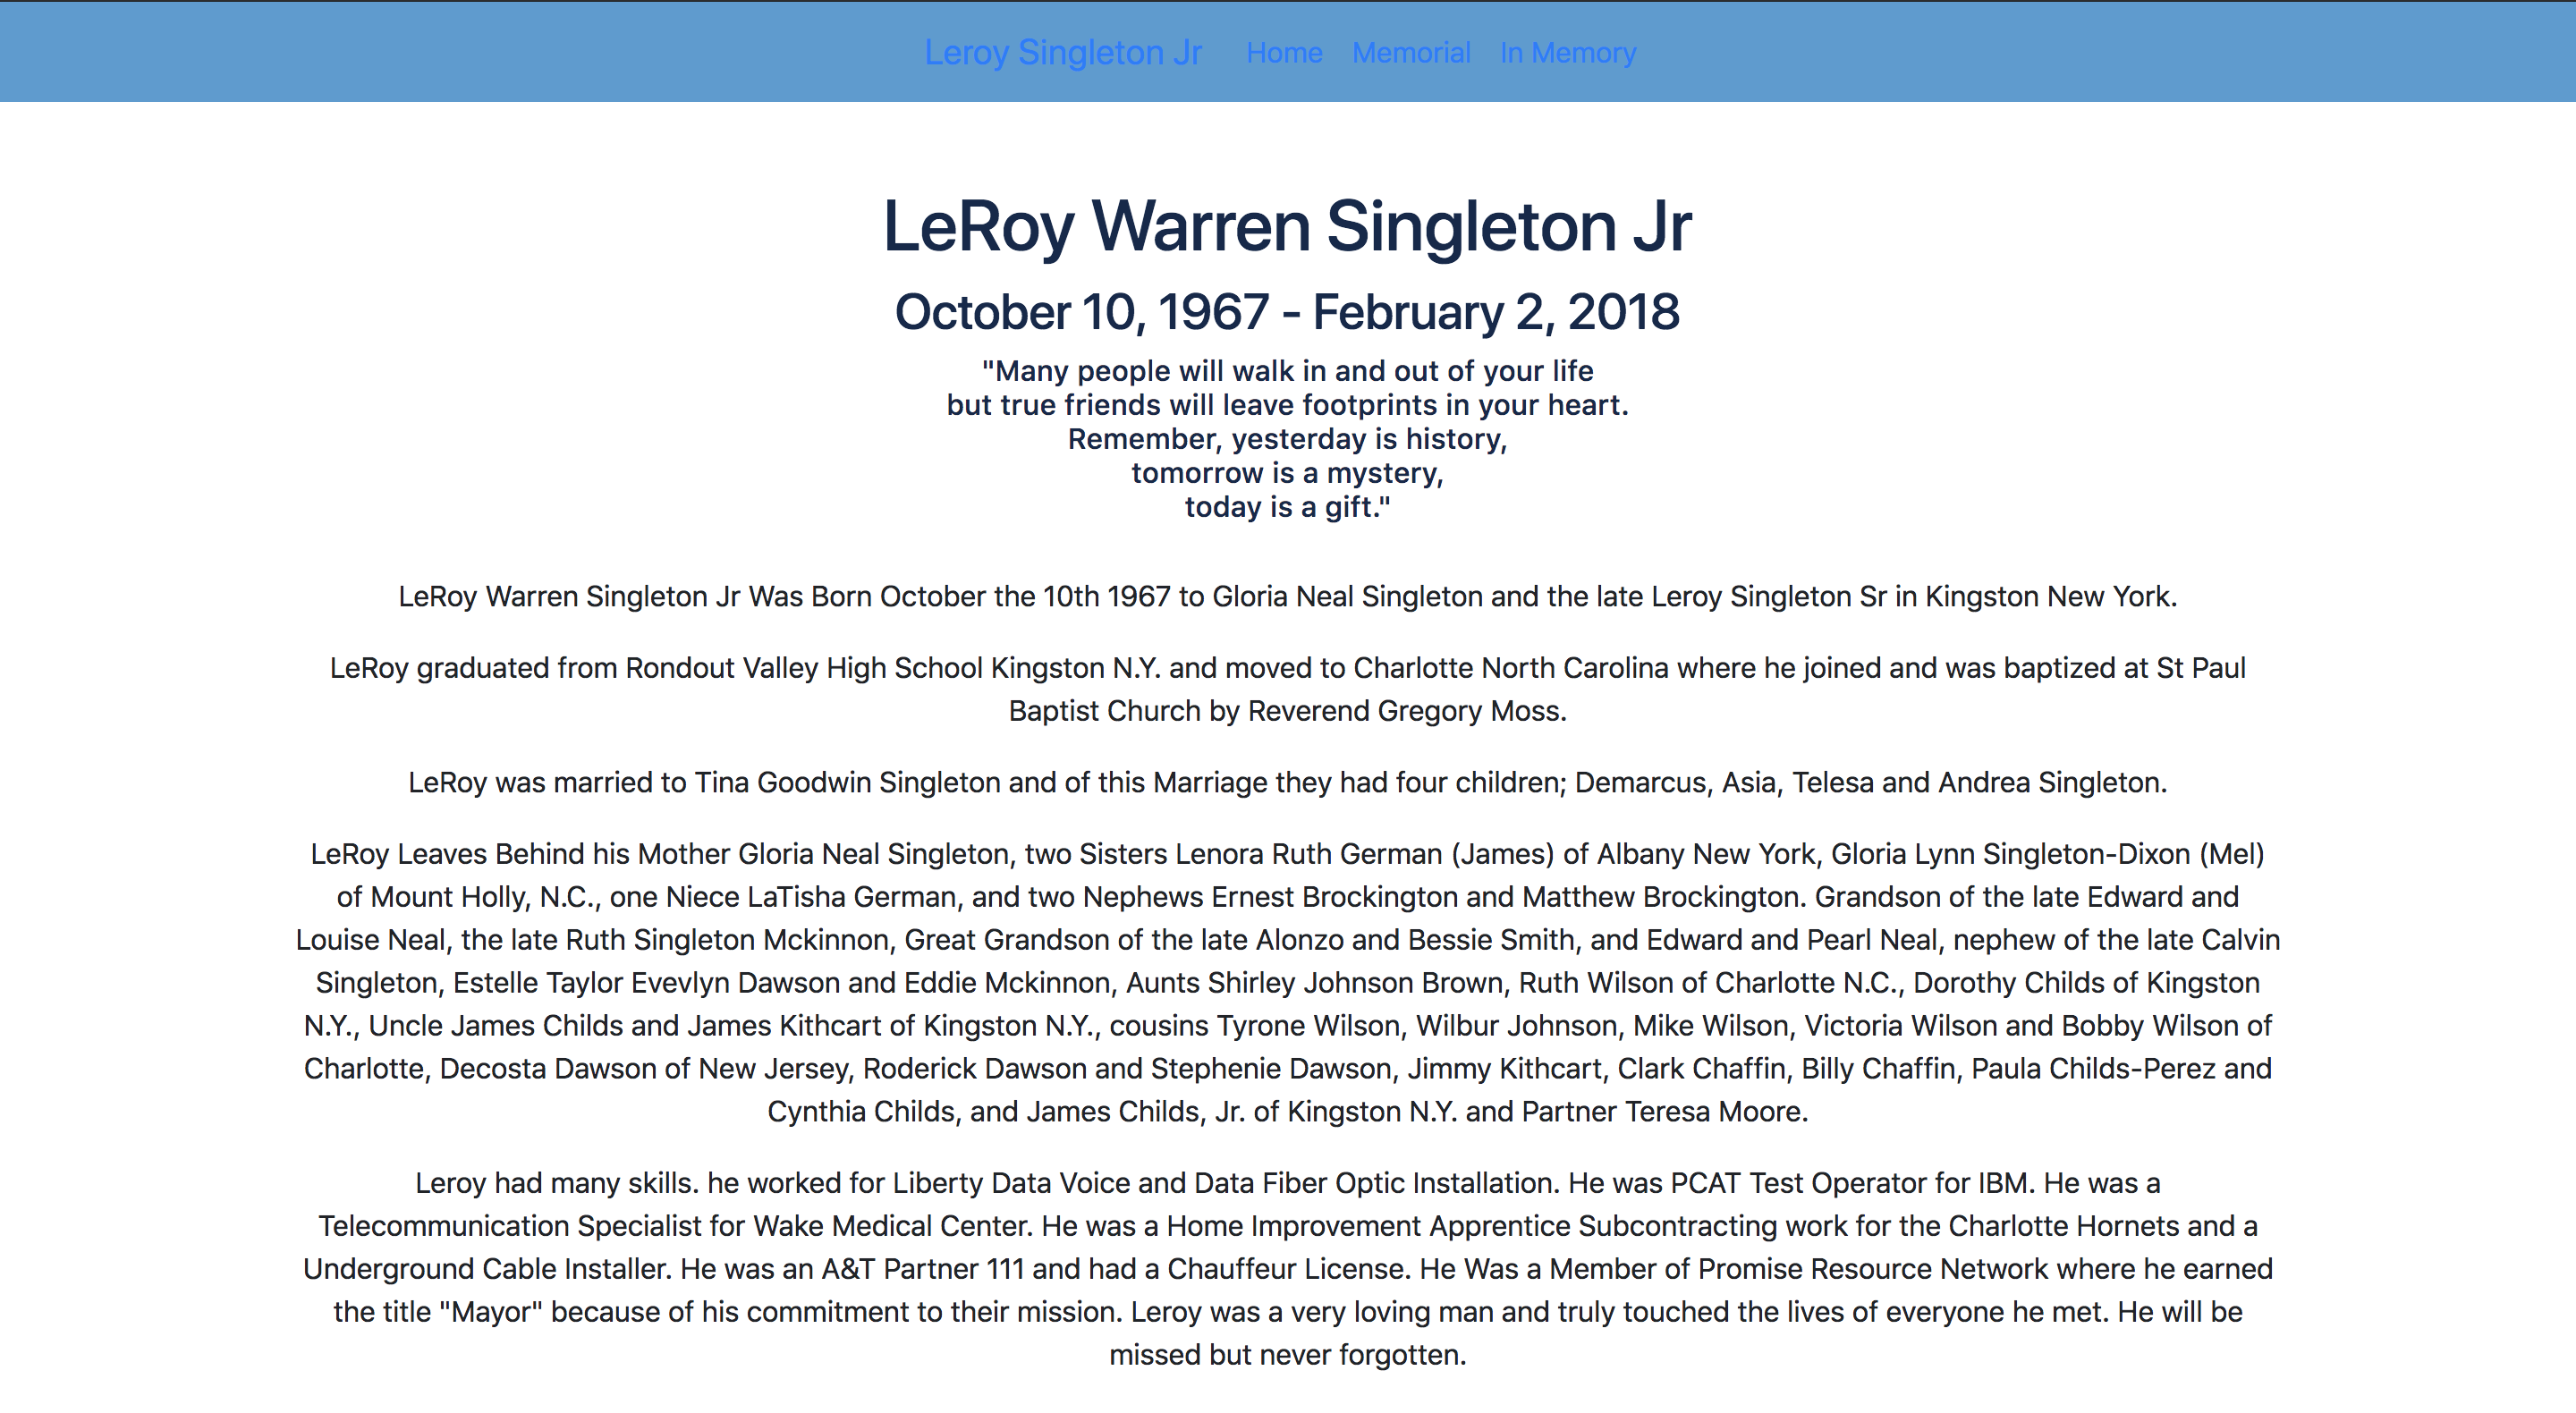 Leroy Singleton Jr Home Memorial In Memory
LeRoy Warren Singleton Jr
October 10, 1967 - February 2, 2018
"Many people will walk in and out of your life
but true friends will leave footprints in your heart.
Remember, yesterday is history,
tomorrow is a mystery,
today is a gift."
LeRoy Warren Singleton Jr Was Born October the 10th 1967 to Gloria Neal Singleton and the late Leroy Singleton Sr in Kingston New York.
LeRoy graduated from Rondout Valley High School Kingston N.Y. and moved to Charlotte North Carolina where he joined and was baptized at St Paul
Baptist Church by Reverend Gregory Moss.
LeRoy was married to Tina Goodwin Singleton and of this Marriage they had four children; Demarcus, Asia, Telesa and Andrea Singleton.
LeRoy Leaves Behind his Mother Gloria Neal Singleton, two Sisters Lenora Ruth German (James) of Albany New York, Gloria Lynn Singleton-Dixon (Mel)
of Mount Holly, N.C., one Niece LaTisha German, and two Nephews Ernest Brockington and Matthew Brockington. Grandson of the late Edward and
Louise Neal, the late Ruth Singleton Mckinnon, Great Grandson of the late Alonzo and Bessie Smith, and Edward and Pearl Neal, nephew of the late Calvin
Singleton, Estelle Taylor Evevlyn Dawson and Eddie Mckinnon, Aunts Shirley Johnson Brown, Ruth Wilson of Charlotte N.C., Dorothy Childs of Kingston
N.Y., Uncle James Childs and James Kithcart of Kingston N.Y., cousins Tyrone Wilson, Wilbur Johnson, Mike Wilson, Victoria Wilson and Bobby Wilson of
Charlotte, Decosta Dawson of New Jersey, Roderick Dawson and Stephenie Dawson, Jimmy Kithcart, Clark Chaffin, Billy Chaffin, Paula Childs-Perez and
Cynthia Childs, and James Childs, Jr. of Kingston N.Y. and Partner Teresa Moore.
Leroy had many skills. he worked for Liberty Data Voice and Data Fiber Optic Installation. He was PCAT Test Operator for IBM. He was a
Telecommunication Specialist for Wake Medical Center. He was a Home Improvement Apprentice Subcontracting work for the Charlotte Hornets and a
Underground Cable Installer. He was an A&T Partner 111 and had a Chauffeur License. He Was a Member of Promise Resource Network where he earned
the title "Mayor" because of his commitment to their mission. Leroy was a very loving man and truly touched the lives of everyone he met. He will be
missed but never forgotten.